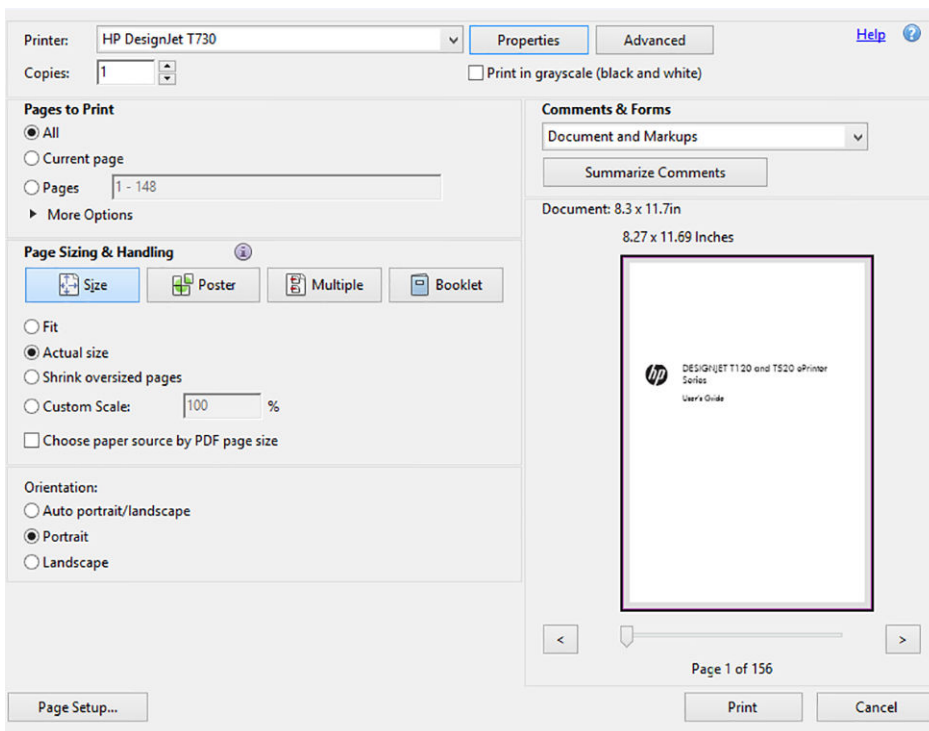 Printer: HP DesignJet T730 Properties Advanced Help ?
Copies: 1 Print in grayscale (black and white)
Pages to Print
All
Current page
Pages 1 - 148
More Options
Page Sizing & Handling i
Size Poster Multiple Booklet
Fit
Actual size
Shrink oversized pages
Custom Scale: 100 %
Choose paper source by PDF page size
Orientation:
Auto portrait/landscape
Portrait
Landscape
Comments & Forms
Document and Markups
Summarize Comments
Document: 8.3 x 11.7in
8.27 x 11.69 Inches
hp
DESIGNJET T120 and T520 ePrinter
Series
User's Guide
< >
Page 1 of 156
Page Setup... Print Cancel